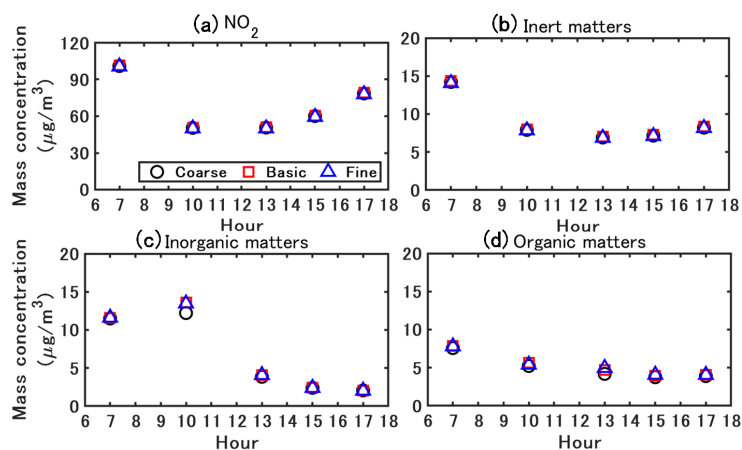 (a) NO2
Mass concentration
(μg/m3)
120
90
60
30
0
Coarse Basic Fine
6 7 8 9 10 11 12 13 14 15 16 17 18
Hour
(b) Inert matters
20
15
10
5
0
6 7 8 9 10 11 12 13 14 15 16 17 18
Hour
(c) Inorganic matters
Mass concentration
(μg/m3)
20
15
10
5
0
6 7 8 9 10 11 12 13 14 15 16 17 18
Hour
(d) Organic matters
20
15
10
5
0
6 7 8 9 10 11 12 13 14 15 16 17 18
Hour